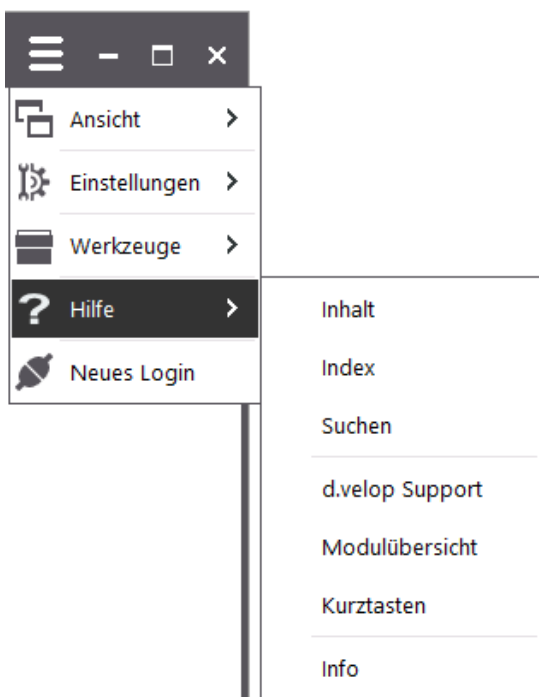 Ansicht
Einstellungen
Werkzeuge
Hilfe
Neues Login
Inhalt
Index
Suchen
d.velop Support
Modulübersicht
Kurztasten
Info